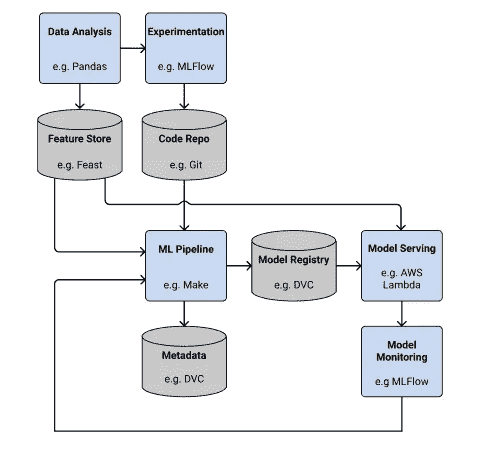 Data Analysis
e.g. Pandas
Experimentation
e.g. MLFlow
Feature Store
e.g. Feast
Code Repo
e.g. Git
ML Pipeline
e.g. Make
Model Registry
e.g. DVC
Model Serving
e.g. AWS
Lambda
Metadata
e.g. DVC
Model
Monitoring
e.g MLFlow